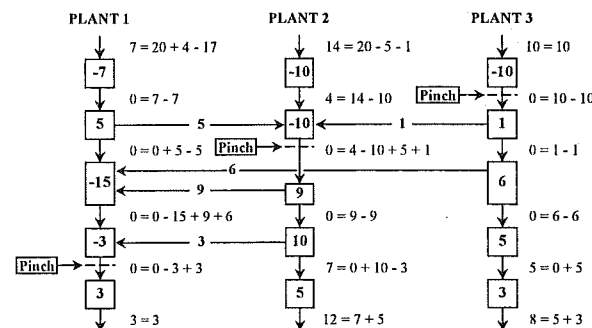 PLANT 1 PLANT 2 PLANT 3
7 = 20 + 4 - 17 14 = 20 - 5 - 1 10 = 10
-7 -10 -10
Pinch
0 = 7 - 7 4 = 14 - 10 0 = 10 - 10
5 5 -10 1 1
Pinch
0 = 0 + 5 - 5 0 = 4 - 10 + 5 + 1 0 = 1 - 1
6
-15 9 9 6
0 = 0 - 15 + 9 + 6 0 = 9 - 9 0 = 6 - 6
-3 3 10 5
Pinch
0 = 0 - 3 + 3 7 = 0 + 10 - 3 5 = 0 + 5
3 5 3
3 = 3 12 = 7 + 5 8 = 5 + 3